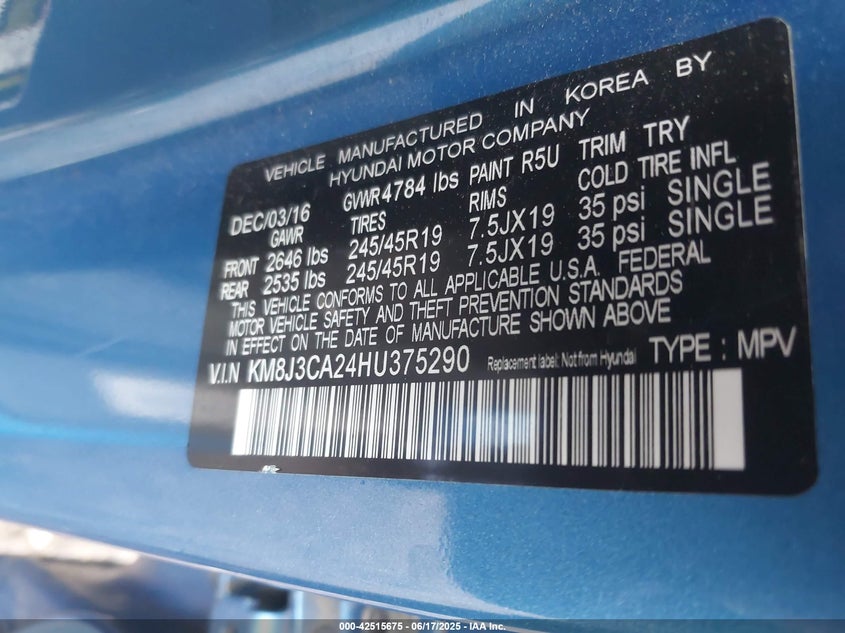 VEHICLE MANUFACTURED IN KOREA BY
HYUNDAI MOTOR COMPANY
DEC/03/16 GVWR 4784 lbs PAINT R5U TRIM TRY
GAWR TIRES RIMS COLD TIRE INFL
FRONT 2646 lbs 245/45R19 7.5JX19 35 psi SINGLE
REAR 2535 lbs 245/45R19 7.5JX19 35 psi SINGLE
THIS VEHICLE CONFORMS TO ALL APPLICABLE U.S.A. FEDERAL
MOTOR VEHICLE SAFETY AND THEFT PREVENTION STANDARDS
IN EFFECT ON THE DATE OF MANUFACTURE SHOWN ABOVE
V.I.N KM8J3CA24HU375290 Replacement label: Not from Hyundai TYPE : MPV
000-42515675 - 06/17/2025 - IAA Inc.